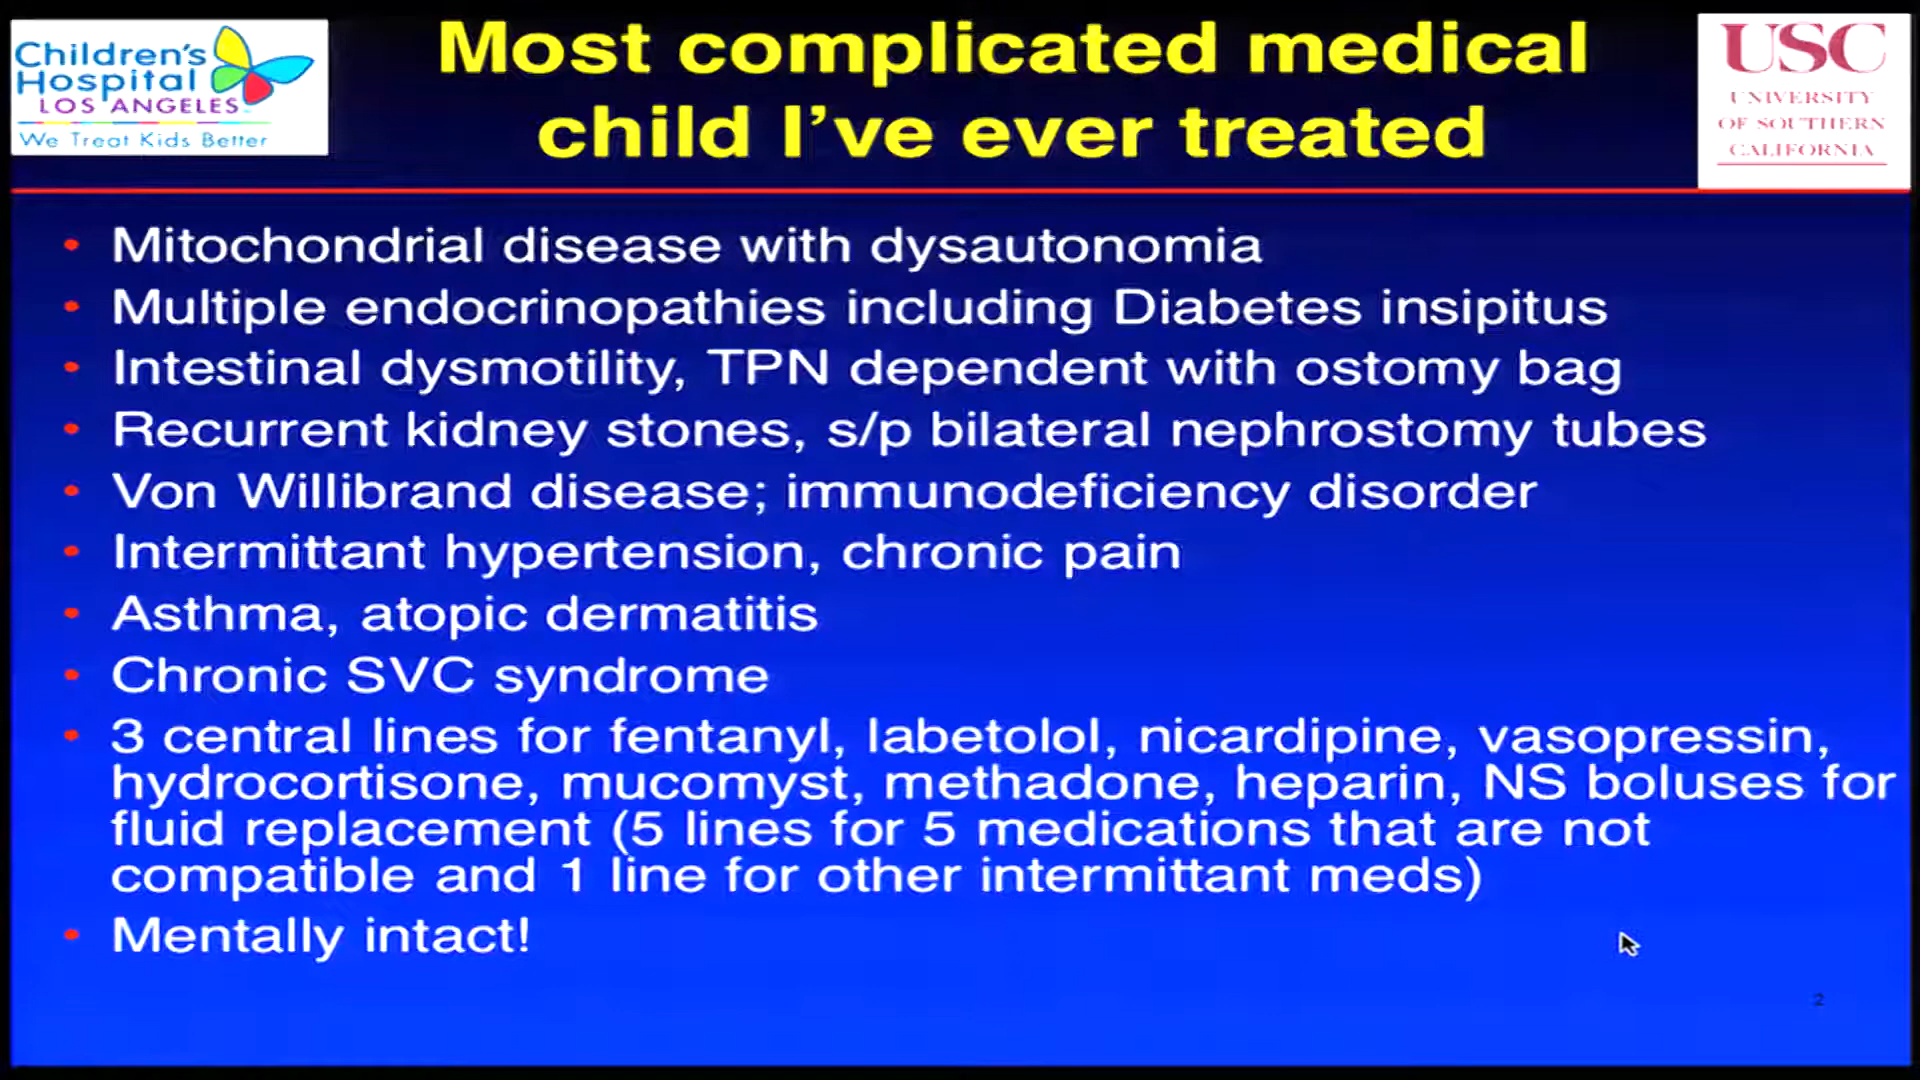 Children's
Hospital
LOS ANGELES
We Treat Kids Better
Most complicated medical
child I've ever treated
USC
UNIVERSITY
OF SOUTHERN
CALIFORNIA
• Mitochondrial disease with dysautonomia
• Multiple endocrinopathies including Diabetes insipitus
• Intestinal dysmotility, TPN dependent with ostomy bag
• Recurrent kidney stones, s/p bilateral nephrostomy tubes
• Von Willibrand disease; immunodeficiency disorder
• Intermittant hypertension, chronic pain
• Asthma, atopic dermatitis
• Chronic SVC syndrome
• 3 central lines for fentanyl, labetolol, nicardipine, vasopressin,
hydrocortisone, mucomyst, methadone, heparin, NS boluses for
fluid replacement (5 lines for 5 medications that are not
compatible and 1 line for other intermittant meds)
• Mentally intact!
2